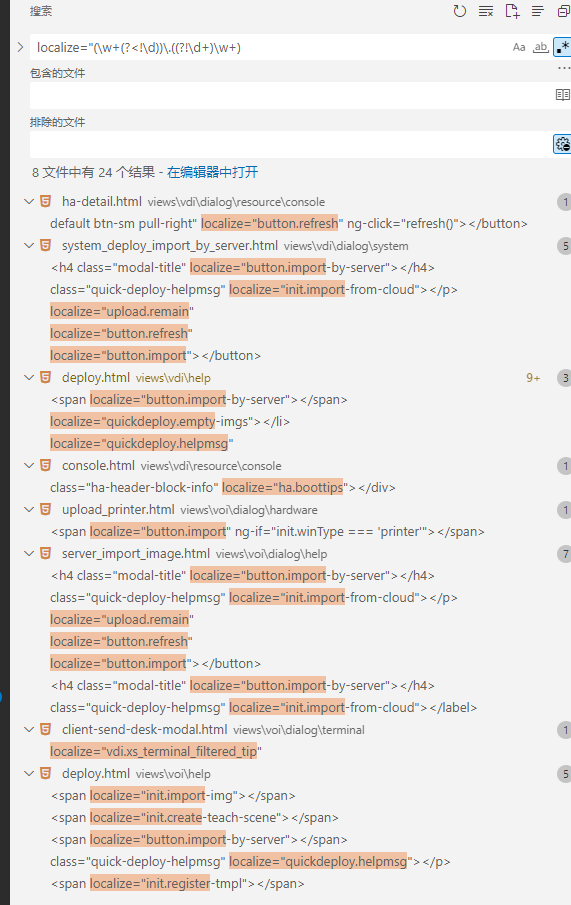 搜索
localize="(\w+(?<!\d))\.((?!\d+)\w+) Aa ab .*
包含的文件 ...
排除的文件
8 文件中有 24 个结果 - 在编辑器中打开
ha-detail.html views\vdi\dialog\resource\console 1
default btn-sm pull-right" localize="button.refresh" ng-click="refresh()"></button>
system_deploy_import_by_server.html views\vdi\dialog\system 5
<h4 class="modal-title" localize="button.import-by-server"></h4>
class="quick-deploy-helpmsg" localize="init.import-from-cloud"></p>
localize="upload.remain"
localize="button.refresh"
localize="button.import"></button>
deploy.html views\vdi\help 9+ 3
<span localize="button.import-by-server"></span>
localize="quickdeploy.empty-imgs"></li>
localize="quickdeploy.helpmsg"
console.html views\vdi\resource\console 1
class="ha-header-block-info" localize="ha.boottips"></div>
upload_printer.html views\voi\dialog\hardware 1
<span localize="button.import" ng-if="init.winType === 'printer'"></span>
server_import_image.html views\voi\dialog\help 7
<h4 class="modal-title" localize="button.import-by-server"></h4>
class="quick-deploy-helpmsg" localize="init.import-from-cloud"></p>
localize="upload.remain"
localize="button.refresh"
localize="button.import"></button>
<h4 class="modal-title" localize="button.import-by-server"></h4>
class="quick-deploy-helpmsg" localize="init.import-from-cloud"></label>
client-send-desk-modal.html views\voi\dialog\terminal 1
localize="vdi.xs_terminal_filtered_tip"
deploy.html views\voi\help 5
<span localize="init.import-img"></span>
<span localize="init.create-teach-scene"></span>
<span localize="button.import-by-server"></span>
class="quick-deploy-helpmsg" localize="quickdeploy.helpmsg"></p>
<span localize="init.register-tmpl"></span>